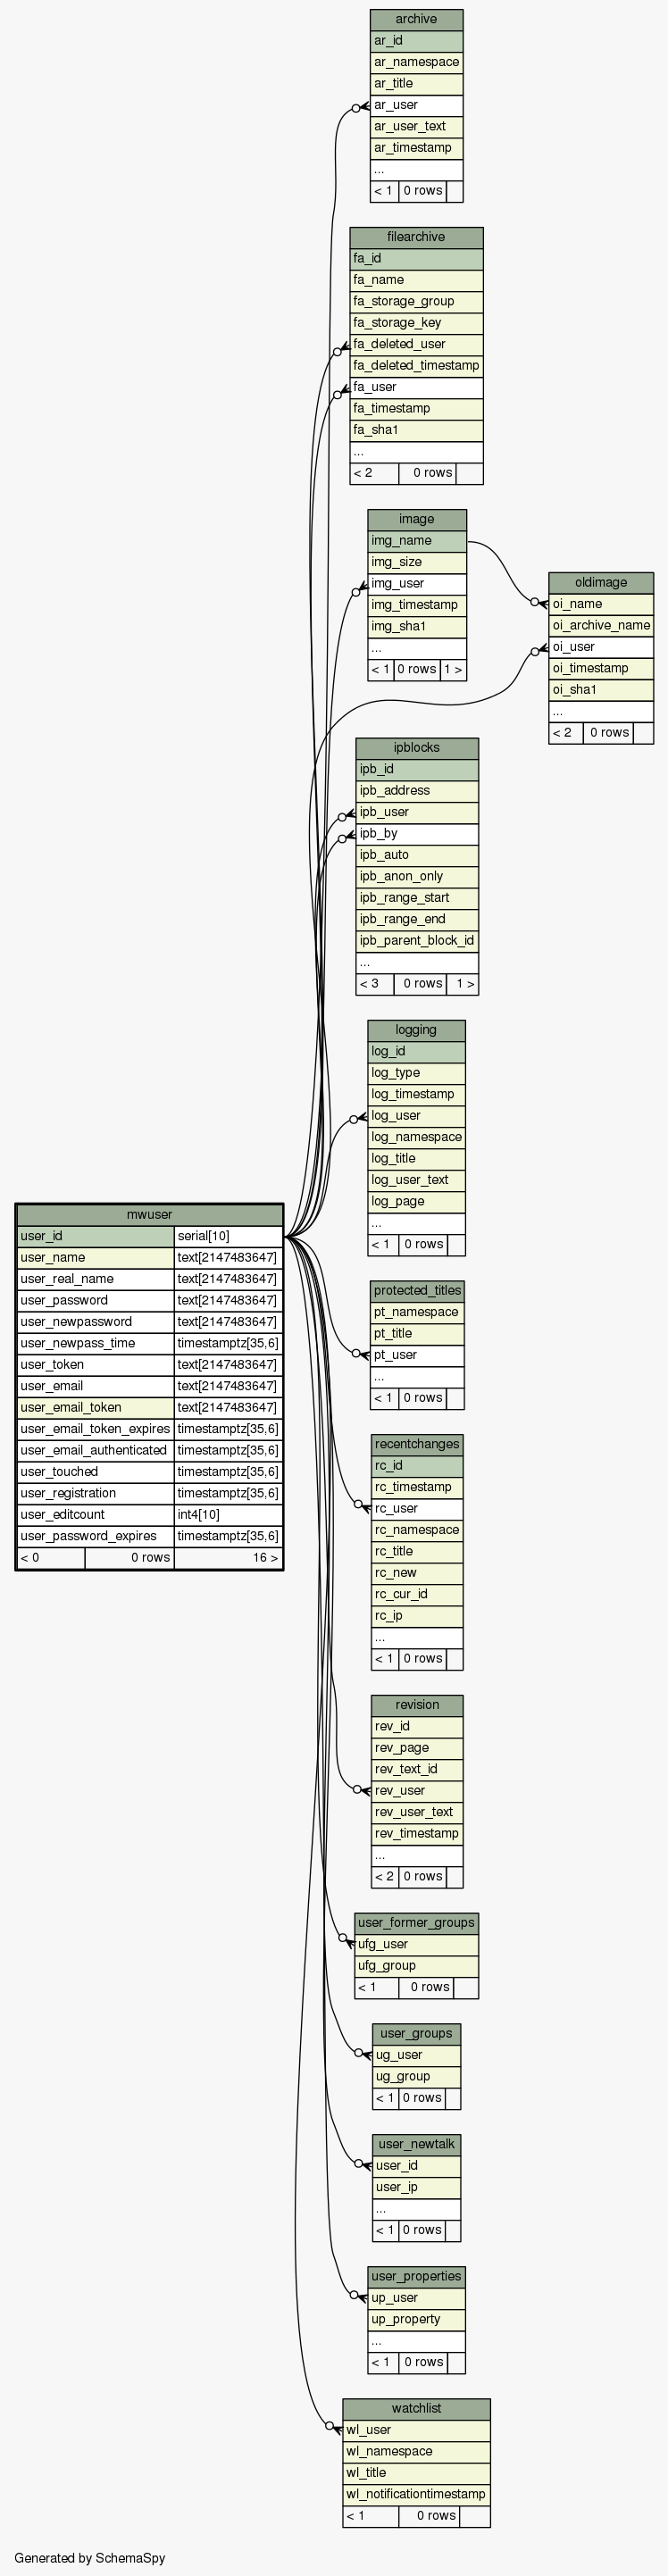 archive
ar_id
ar_namespace
ar_title
ar_user
ar_user_text
ar_timestamp
...
< 1 0 rows
filearchive
fa_id
fa_name
fa_storage_group
fa_storage_key
fa_deleted_user
fa_deleted_timestamp
fa_user
fa_timestamp
fa_sha1
...
< 2 0 rows
image
img_name
img_size
img_user
img_timestamp
img_sha1
...
< 1 0 rows 1 >
oldimage
oi_name
oi_archive_name
oi_user
oi_timestamp
oi_sha1
...
< 2 0 rows
ipblocks
ipb_id
ipb_address
ipb_user
ipb_by
ipb_auto
ipb_anon_only
ipb_range_start
ipb_range_end
ipb_parent_block_id
...
< 3 0 rows 1 >
logging
log_id
log_type
log_timestamp
log_user
log_namespace
log_title
log_user_text
log_page
...
< 1 0 rows
mwuser
user_id serial[10]
user_name text[2147483647]
user_real_name text[2147483647]
user_password text[2147483647]
user_newpassword text[2147483647]
user_newpass_time timestamptz[35,6]
user_token text[2147483647]
user_email text[2147483647]
user_email_token text[2147483647]
user_email_token_expires timestamptz[35,6]
user_email_authenticated timestamptz[35,6]
user_touched timestamptz[35,6]
user_registration timestamptz[35,6]
user_editcount int4[10]
user_password_expires timestamptz[35,6]
< 0 0 rows 16 >
protected_titles
pt_namespace
pt_title
pt_user
...
< 1 0 rows
recentchanges
rc_id
rc_timestamp
rc_user
rc_namespace
rc_title
rc_new
rc_cur_id
rc_ip
...
< 1 0 rows
revision
rev_id
rev_page
rev_text_id
rev_user
rev_user_text
rev_timestamp
...
< 2 0 rows
user_former_groups
ufg_user
ufg_group
< 1 0 rows
user_groups
ug_user
ug_group
< 1 0 rows
user_newtalk
user_id
user_ip
...
< 1 0 rows
user_properties
up_user
up_property
...
< 1 0 rows
watchlist
wl_user
wl_namespace
wl_title
wl_notificationtimestamp
< 1 0 rows
Generated by SchemaSpy